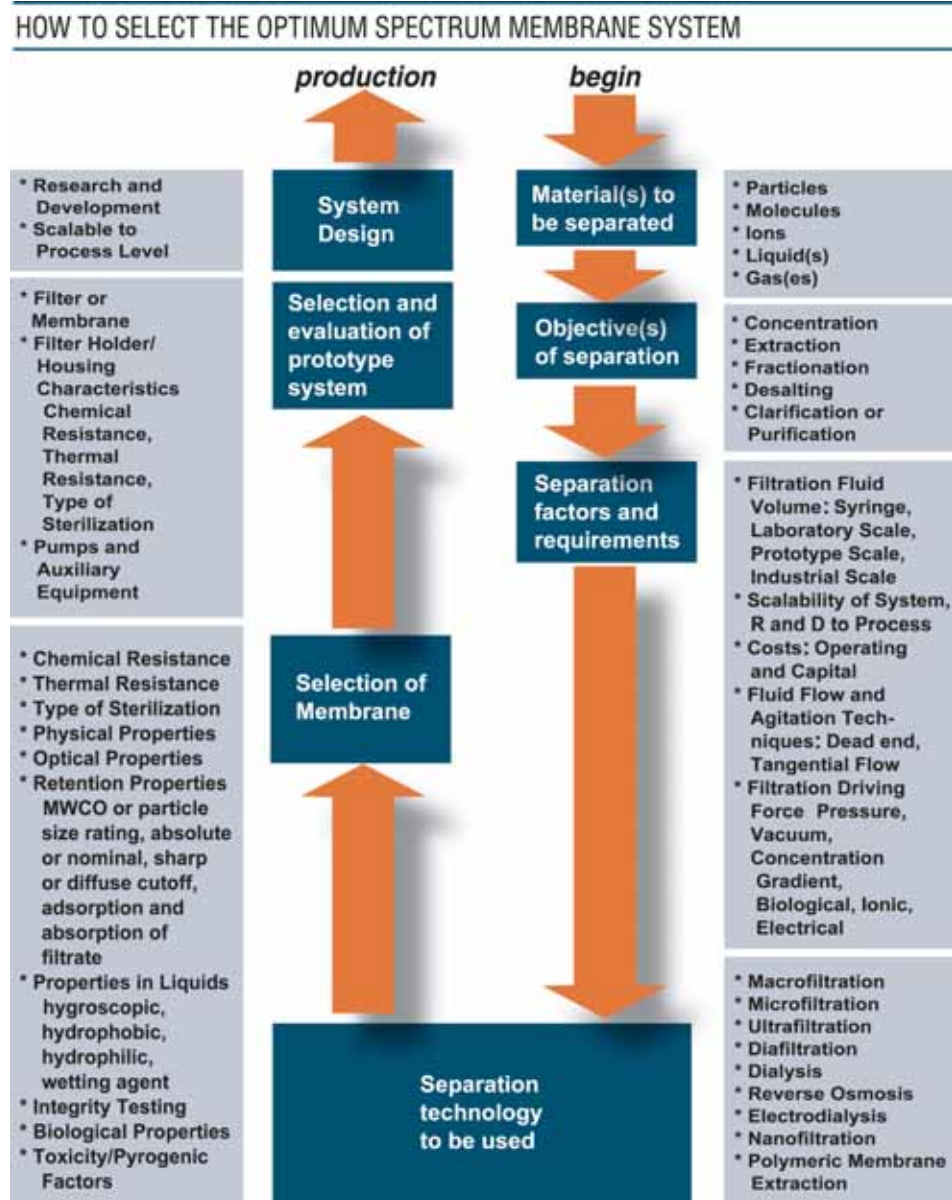 HOW TO SELECT THE OPTIMUM SPECTRUM MEMBRANE SYSTEM
production
begin
* Research and
Development
* Scalable to
Process Level
System
Design
Material(s) to
be separated
* Particles
* Molecules
* Ions
* Liquid(s)
* Gas(es)
* Filter or
Membrane
* Filter Holder/
Housing
Characteristics
Chemical
Resistance,
Thermal
Resistance,
Type of
Sterilization
* Pumps and
Auxiliary
Equipment
Selection and
evaluation of
prototype
system
Objective(s)
of separation
* Concentration
* Extraction
* Fractionation
* Desalting
* Clarification or
Purification
Separation
factors and
requirements
* Filtration Fluid
Volume: Syringe,
Laboratory Scale,
Prototype Scale,
Industrial Scale
* Scalability of System,
R and D to Process
* Costs: Operating
and Capital
* Fluid Flow and
Agitation Tech-
niques: Dead end,
Tangential Flow
* Filtration Driving
Force Pressure,
Vacuum,
Concentration
Gradient,
Biological, Ionic,
Electrical
* Chemical Resistance
* Thermal Resistance
* Type of Sterilization
* Physical Properties
* Optical Properties
* Retention Properties
MWCO or particle
size rating, absolute
or nominal, sharp
or diffuse cutoff,
adsorption and
absorption of
filtrate
* Properties in Liquids
hygroscopic,
hydrophobic,
hydrophilic,
wetting agent
* Integrity Testing
* Biological Properties
* Toxicity/Pyrogenic
Factors
Selection of
Membrane
Separation
technology
to be used
* Macrofiltration
* Microfiltration
* Ultrafiltration
* Diafiltration
* Dialysis
* Reverse Osmosis
* Electrodialysis
* Nanofiltration
* Polymeric Membrane
Extraction